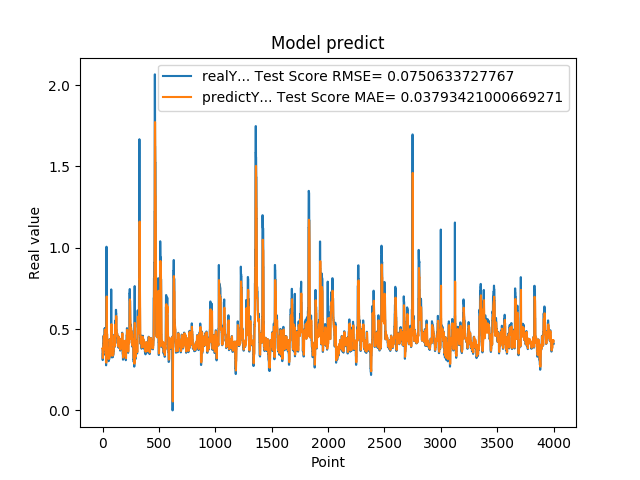 Model predict
realY... Test Score RMSE= 0.0750633727767
predictY... Test Score MAE= 0.03793421000669271
2.0
1.5
1.0
0.5
0.0
Real value
0 500 1000 1500 2000 2500 3000 3500 4000
Point